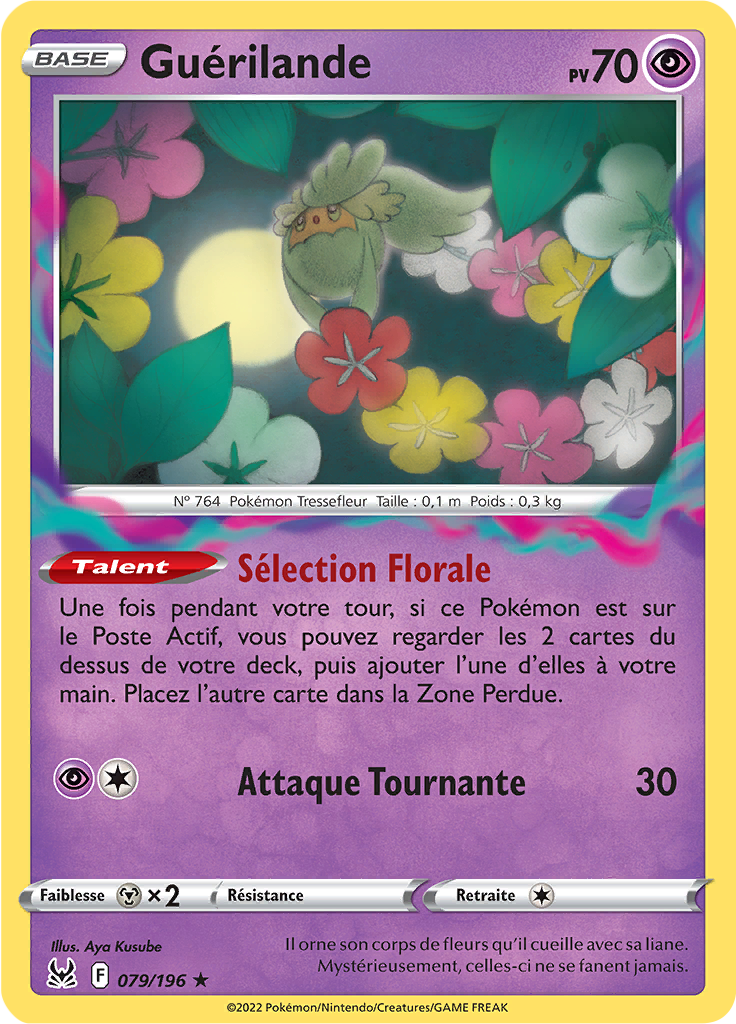 BASE
Guérilande
PV70
Nº 764 Pokémon Tressefleur Taille : 0,1 m Poids : 0,3 kg
Talent
Sélection Florale
Une fois pendant votre tour, si ce Pokémon est sur
le Poste Actif, vous pouvez regarder les 2 cartes du
dessus de votre deck, puis ajouter l'une d'elles à votre
main. Placez l'autre carte dans la Zone Perdue.
Attaque Tournante 30
Faiblesse ×2 Résistance Retraite
Illus. Aya Kusube
Il orne son corps de fleurs qu'il cueille avec sa liane.
Mystérieusement, celles-ci ne se fanent jamais.
F 079/196 ★
©2022 Pokémon/Nintendo/Creatures/GAME FREAK